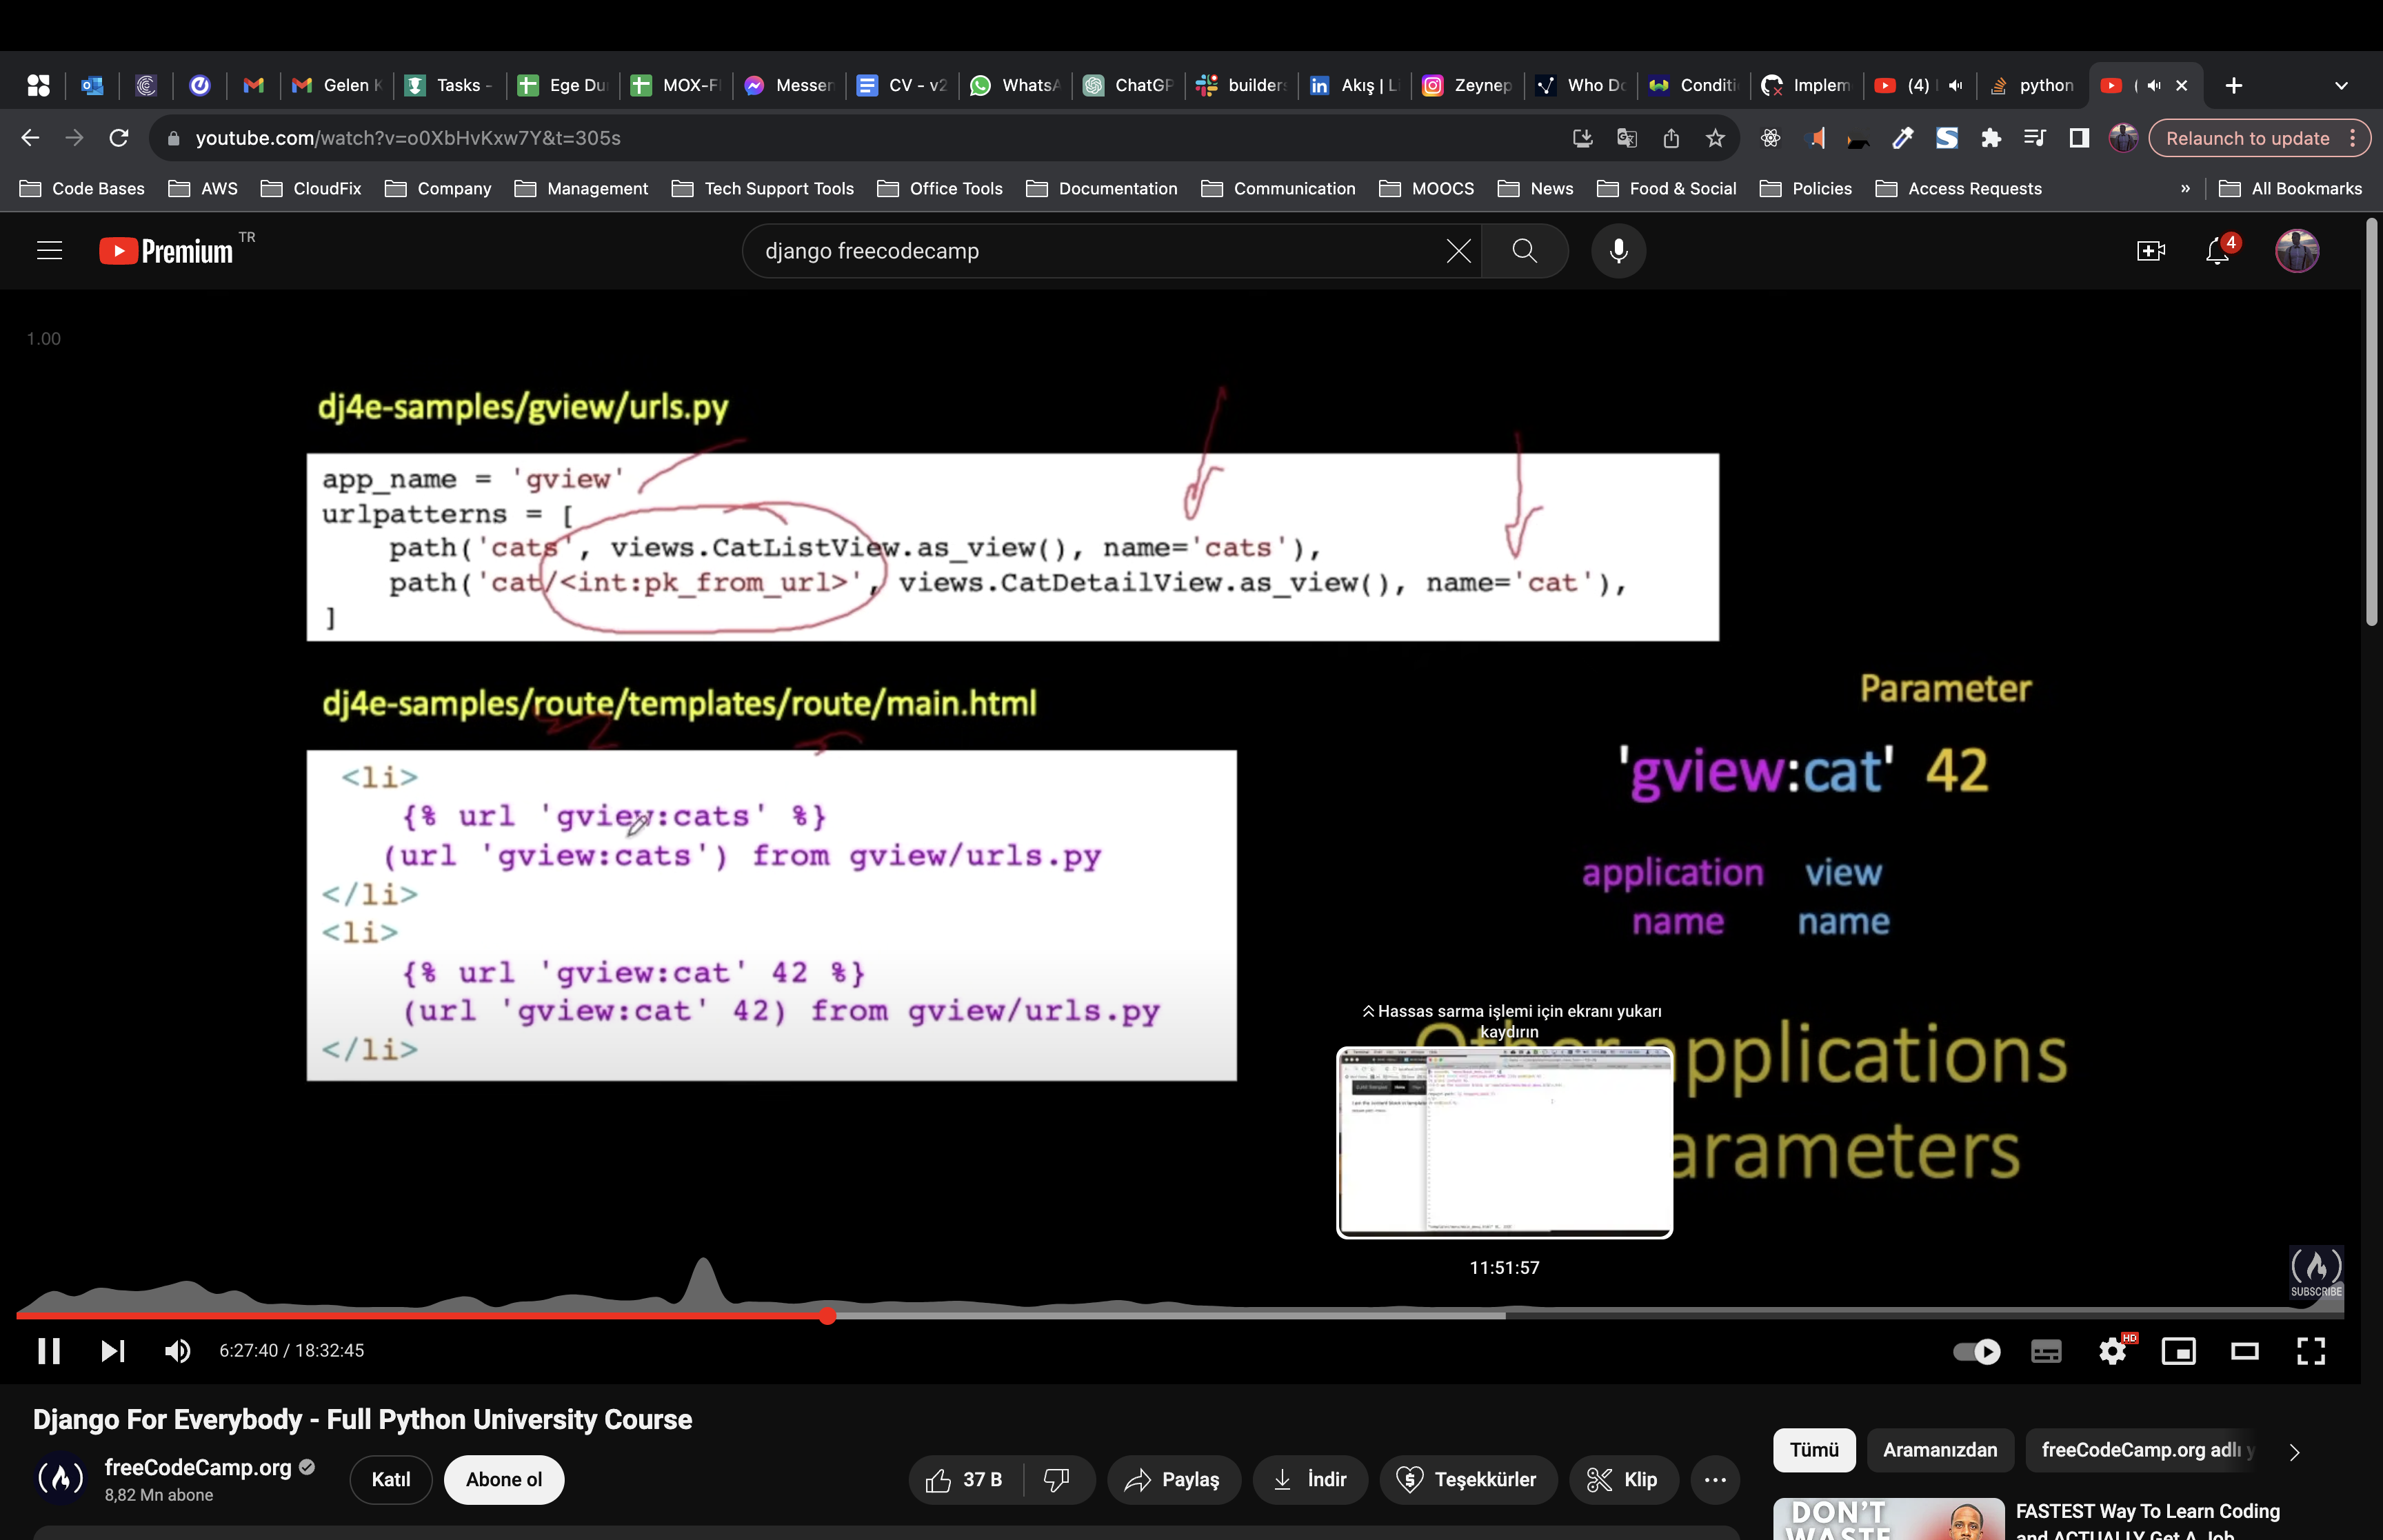 Gelen K
Tasks -
Ege Du
MOX-F
Messen
CV - v2
WhatsA
ChatGP
builders
Akış | Li
Zeynep
Who Do
Conditi
Implem
(4)
python
youtube.com/watch?v=o0XbHvKxw7Y&t=305s
Relaunch to update
Code Bases
AWS
CloudFix
Company
Management
Tech Support Tools
Office Tools
Documentation
Communication
MOOCS
News
Food & Social
Policies
Access Requests
»
All Bookmarks
Premium TR
django freecodecamp
4
1.00
dj4e-samples/gview/urls.py
app_name = 'gview'
urlpatterns = [
path('cats', views.CatListView.as_view(), name='cats'),
path('cat/<int:pk_from_url>', views.CatDetailView.as_view(), name='cat'),
]
dj4e-samples/route/templates/route/main.html
<li>
{% url 'gview:cats' %}
(url 'gview:cats') from gview/urls.py
</li>
<li>
{% url 'gview:cat' 42 %}
(url 'gview:cat' 42) from gview/urls.py
</li>
Parameter
'gview:cat' 42
application view
name name
Other applications
arameters
Hassas sarma işlemi için ekranı yukarı
kaydırın
11:51:57
SUBSCRIBE
6:27:40 / 18:32:45
HD
Django For Everybody - Full Python University Course
freeCodeCamp.org
8,82 Mn abone
Katıl
Abone ol
37 B
Paylaş
İndir
Teşekkürler
Klip
Tümü
Aramanızdan
freeCodeCamp.org adlı y
DON'T
WASTE
FASTEST Way To Learn Coding
and ACTUALLY Get A Job